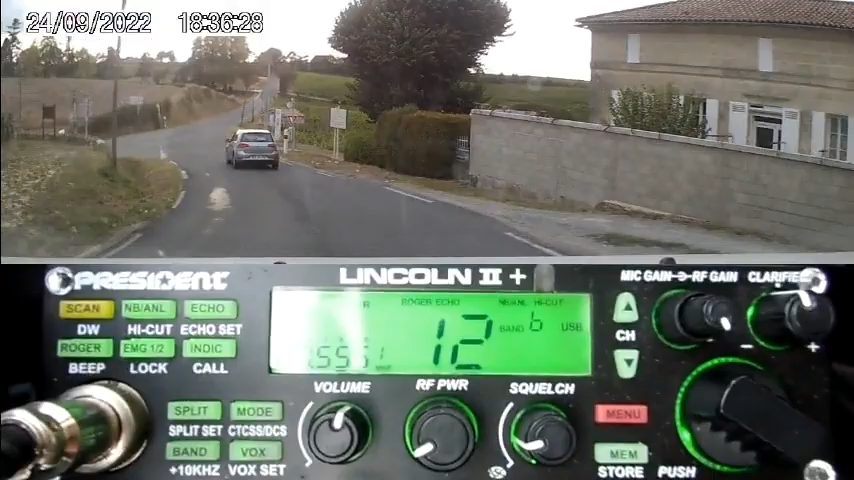 24/09/2022 18:36:28
PRESIDENT LINCOLN II + MIC GAIN RF GAIN CLARIFIER
SCAN NB/ANL ECHO
DW HI-CUT ECHO SET
ROGER EMG 1/2 INDIC
BEEP LOCK CALL
ROGER ECHO NB/ANL HI-CUT
12 BAND b USB
CH
VOLUME RF PWR SQUELCH
SPLIT MODE
SPLIT SET CTCSS/DCS
BAND VOX
+10KHZ VOX SET
MENU
MEM
STORE PUSH
- +